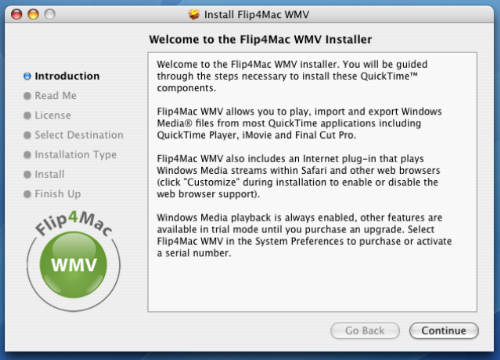 Install Flip4Mac WMV
Welcome to the Flip4Mac WMV Installer
Introduction
Read Me
License
Select Destination
Installation Type
Install
Finish Up
Flip4Mac
WMV
Welcome to the Flip4Mac WMV installer. You will be guided
through the steps necessary to install these QuickTime™
components.
Flip4Mac WMV allows you to play, import and export Windows
Media® files from most QuickTime applications including
QuickTime Player, iMovie and Final Cut Pro.
Flip4Mac WMV also includes an Internet plug-in that plays
Windows Media streams within Safari and other web browsers
(click "Customize" during installation to enable or disable the
web browser support).
Windows Media playback is always enabled, other features are
available in trial mode until you purchase an upgrade. Select
Flip4Mac WMV in the System Preferences to purchase or activate
a serial number.
Go Back
Continue